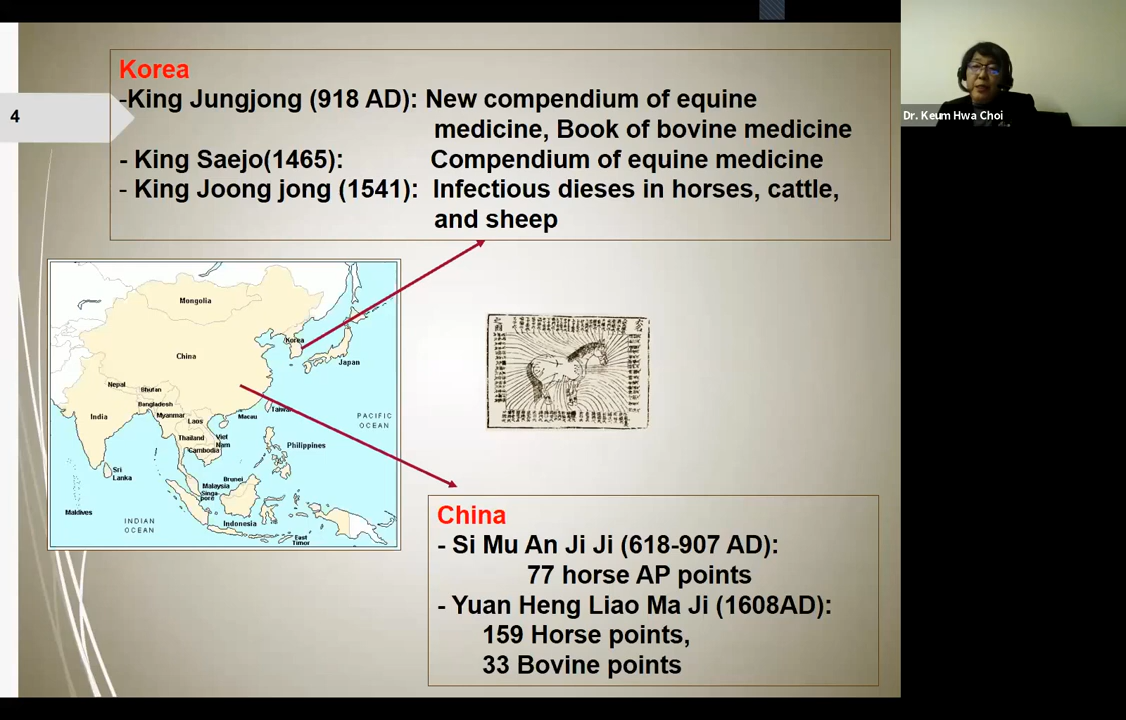 4
Korea
-King Jungjong (918 AD): New compendium of equine
medicine, Book of bovine medicine
- King Saejo(1465): Compendium of equine medicine
- King Joong jong (1541): Infectious dieses in horses, cattle,
and sheep
Dr. Keum Hwa Choi
Mongolia
Korea
China
Japan
Nepal
Bhutan
Bangladesh
India
Myanmar
Laos
Macau
Taiwan
PACIFIC
OCEAN
Thailand
Viet
Nam
Cambodia
Philippines
Sri
Lanka
Brunei
Malaysia
Singa
pore
Maldives
INDIAN
OCEAN
Indonesia
East
Timor
China
- Si Mu An Ji Ji (618-907 AD):
77 horse AP points
- Yuan Heng Liao Ma Ji (1608AD):
159 Horse points,
33 Bovine points